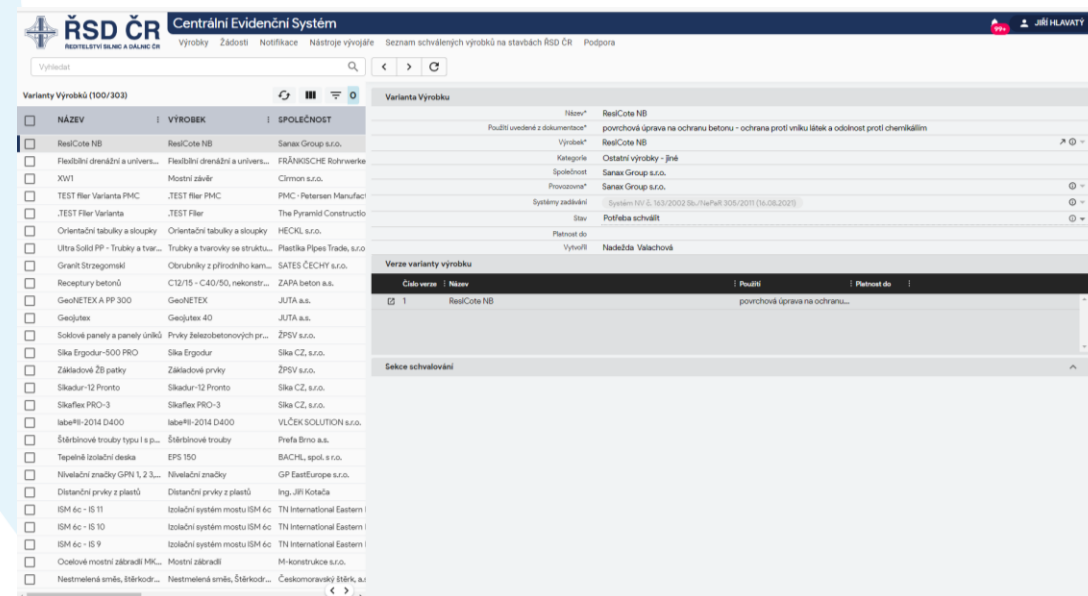 ŘSD ČR
ŘEDITELSTVÍ SILNIC A DÁLNIC ČR
Centrální Evidenční Systém
99+
JIŘÍ HLAVATÝ
Výrobky Žádosti Notifikace Nástroje vývojáře Seznam schválených výrobků na stavbách ŘSD ČR Podpora
Vyhledat
Varianty Výrobků (100/303)
NÁZEV VÝROBEK SPOLEČNOST
ResiCote NB ResiCote NB Sanax Group s.r.o.
Flexibilní drenážní a univers... Flexibilní drenážní a univers... FRÄNKISCHE Rohrwerke
XW1 Mostní závěr Cirmon s.r.o.
TEST fller Varianta PMC .TEST fller PMC PMC - Petersen Manufact
.TEST Filer Varianta .TEST Filer The Pyramid Constructio
Orientační tabulky a sloupky Orientační tabulky a sloupky HECKL s.r.o.
Ultra Solid PP - Trubky a tvar... Trubky a tvarovky se struktu... Plastika Pipes Trade, s.r.o
Granit Strzegomski Obrubníky z přírodního kam... SATES ČECHY s.r.o.
Receptury betonů C12/15 - C40/50, nekonstr... ZAPA beton a.s.
GeoNETEX A PP 300 GeoNETEX JUTA a.s.
Geojutex Geojutex 40 JUTA a.s.
Soklové panely a panely úniků Prvky železobetonových pr... ŽPSV s.r.o.
Sika Ergodur-500 PRO Sika Ergodur Sika CZ, s.r.o.
Základové ŽB patky Základové prvky ŽPSV s.r.o.
Sikadur-12 Pronto Sikadur-12 Pronto Sika CZ, s.r.o.
Sikaflex PRO-3 Sikaflex PRO-3 Sika CZ, s.r.o.
labe®II-2014 D400 labe®II-2014 D400 VLČEK SOLUTION s.r.o.
Štěrbinové trouby typu I s p... Štěrbinové trouby Prefa Brno a.s.
Tepelně izolační deska EPS 150 BACHL, spol. s r.o.
Nivelační značky GPN 1, 2 3,... Nivelační značky GP EastEurope s.r.o.
Distanční prvky z plastů Distanční prvky z plastů Ing. Jiří Kotača
ISM 6c - IS 11 Izolační systém mostu ISM 6c TN International Eastern
ISM 6c - IS 10 Izolační systém mostu ISM 6c TN International Eastern
ISM 6c - IS 9 Izolační systém mostu ISM 6c TN International Eastern
Ocelové mostní zábradlí MK... Mostní zábradlí M-konstrukce s.r.o.
Nestmelená směs, štěrkodr... Nestmelená směs, Štěrkodr... Českomoravský štěrk, a.s
Varianta Výrobku
Název* ResiCote NB
Použití uvedené z dokumentace* povrchová úprava na ochranu betonu - ochrana proti vniku látek a odolnost proti chemikáliím
Výrobek* ResiCote NB
Kategorie Ostatní výrobky - jiné
Společnost Sanax Group s.r.o.
Provozovna* Sanax Group s.r.o.
Systémy zadávání Systém NV č. 163/2002 Sb./NePaR 305/2011 (16.08.2021)
Stav Potřeba schválit
Platnost do
Vytvořil Nadežda Valachová
Verze varianty výrobku
Číslo verze Název Použití Platnost do
1 ResiCote NB povrchová úprava na ochranu...
Sekce schvalování